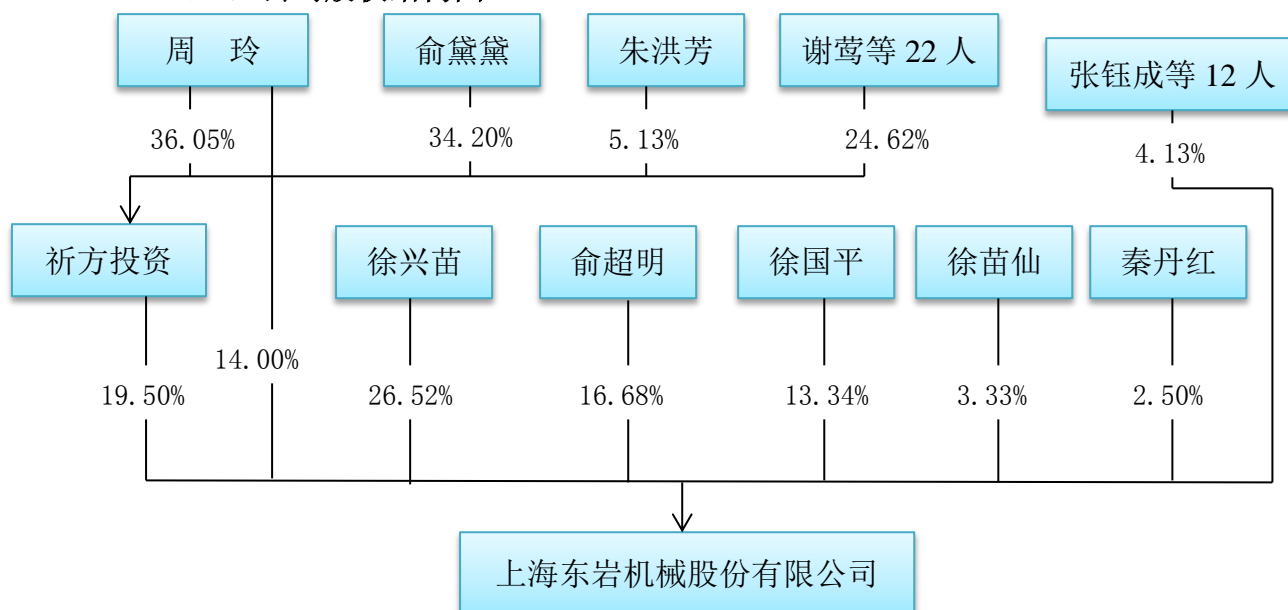 周 玲
俞黛黛
朱洪芳
谢莺等 22 人
张钰成等 12 人
36.05%
34.20%
5.13%
24.62%
4.13%
祈方投资
徐兴苗
俞超明
徐国平
徐苗仙
秦丹红
14.00%
19.50%
26.52%
16.68%
13.34%
3.33%
2.50%
上海东岩机械股份有限公司